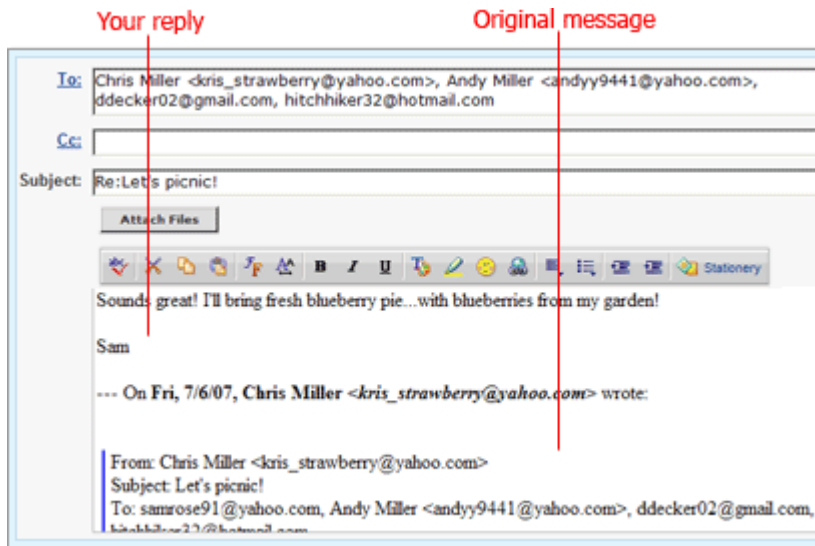 Your reply
Original message
To: Chris Miller <kris_strawberry@yahoo.com>, Andy Miller <andyy9441@yahoo.com>,
ddecker02@gmail.com, hitchhiker32@hotmail.com
Cc:
Subject: Re:Let's picnic!
Attach Files
B I U Stationery
Sounds great! I'll bring fresh blueberry pie...with blueberries from my garden!
Sam
--- On Fri, 7/6/07, Chris Miller <kris_strawberry@yahoo.com> wrote:
From: Chris Miller <kris_strawberry@yahoo.com>
Subject: Let's picnic!
To: samrose91@yahoo.com, Andy Miller <andyy9441@yahoo.com>, ddecker02@gmail.com,
hitchhiker32@hotmail.com